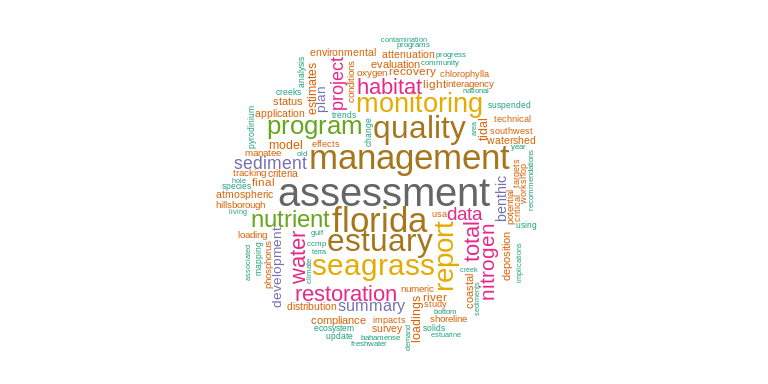 contamination
programs
environmental
attenuation
progress
evaluation
community
analysis
project
oxygen
recovery
chlorophylla
conditions
habitat
light
interagency
creeks
estimates
plan
national
status
monitoring
suspended
application
trends
pyrodinium
program
change
quality
area
tidal
technical
southwest
model
effects
watershed
year
manatee
old
management
sediment
tracking
criteria
hole
final
species
assessment
benthic
potential
critical
targets
workshop
recommendations
atmospheric
hillsborough
living
nutrient
florida
usa
data
using
loading
gulf
water
ccmp
estuary
report
total
nitrogen
associated
mapping
phosphorus
development
terra
climate
seagrass
creek
deposition
implications
coastal
sediments
restoration
numeric
river
distribution
summary
loadings
study
bottom
compliance
impacts
shoreline
ecosystem
survey
solids
update
bahamense
demand
estuarine
freshwater